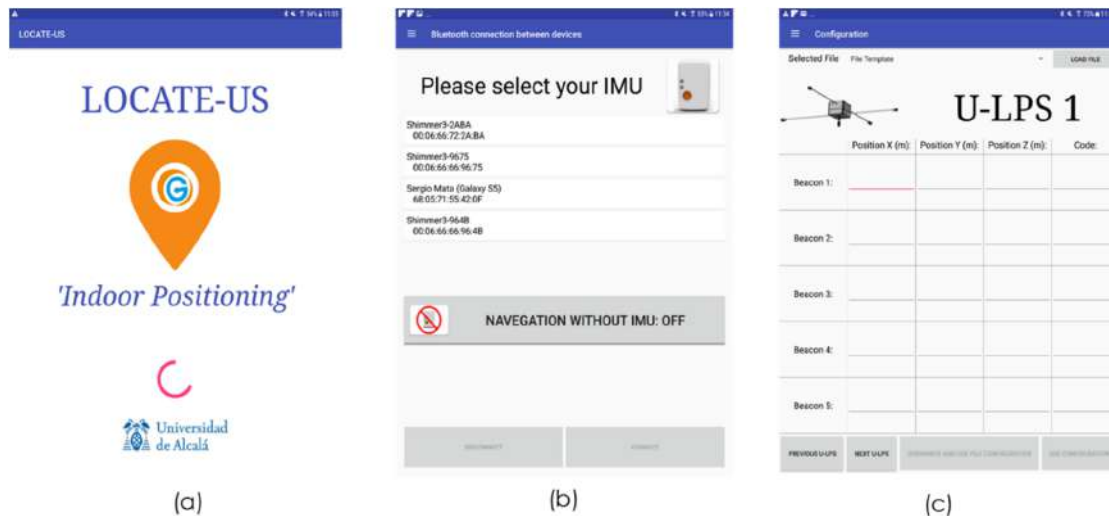 LOCATE-US
LOCATE-US
'Indoor Positioning'
Universidad
de Alcalá
(a)
11:34
Bluetooth connection between devices
Please select your IMU
Shimmer3-2ABA
00:06:66:72:2A:BA
Shimmer3-9675
00:06:66:66:96:75
Sergio Mata (Galaxy S5)
68:05:71:55:42:0F
Shimmer3-964B
00:06:66:66:96:4B
NAVEGATION WITHOUT IMU: OFF
(b)
Configuration
Selected File File Template LOAD FILE
U-LPS 1
Position X (m): Position Y (m): Position Z (m): Code:
Beacon 1:
Beacon 2:
Beacon 3:
Beacon 4:
Beacon 5:
PREVIOUS U-LPS NEXT U-LPS
(c)